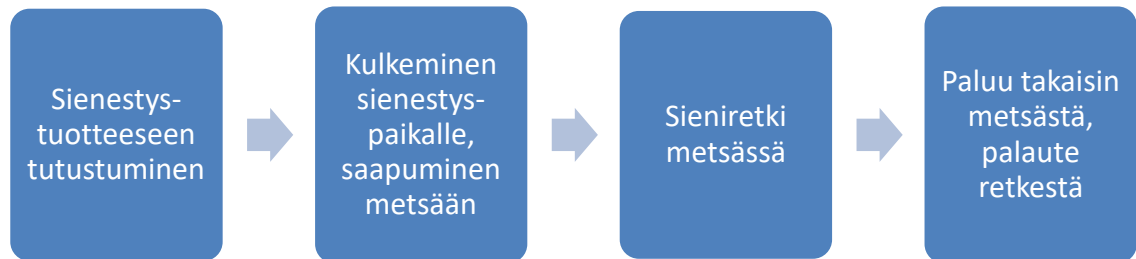 Sienestys-
tuotteeseen
tutustuminen
Kulkeminen
sienestys-
paikalle,
saapuminen
metsään
Sieniretki
metsässä
Paluu takaisin
metsästä,
palaute
retkestä